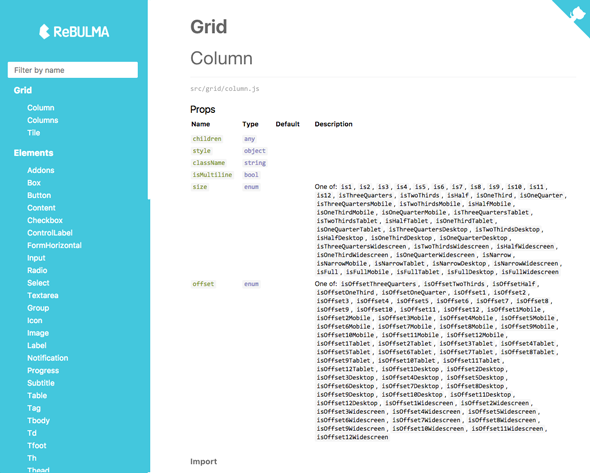 ReBULMA
Filter by name
Grid
Column
Columns
Tile
Elements
Addons
Box
Button
Content
Checkbox
ControlLabel
FormHorizontal
Input
Radio
Select
Textarea
Group
Icon
Image
Label
Notification
Progress
Subtitle
Table
Tag
Tbody
Td
Tfoot
Th
Thead
Grid
Column
src/grid/column.js
Props
Name Type Default Description
children any
style object
className string
isMultiline bool
size enum One of: is1 , is2 , is3 , is4 , is5 , is6 , is7 , is8 , is9 , is10 , is11 ,
is12 , isThreeQuarters , isTwoThirds , isHalf , isOneThird , isOneQuarter ,
isThreeQuartersMobile , isTwoThirdsMobile , isHalfMobile ,
isOneThirdMobile , isOneQuarterMobile , isThreeQuartersTablet ,
isTwoThirdsTablet , isHalfTablet , isOneThirdTablet ,
isOneQuarterTablet , isThreeQuartersDesktop , isTwoThirdsDesktop ,
isHalfDesktop , isOneThirdDesktop , isOneQuarterDesktop ,
isThreeQuartersWidescreen , isTwoThirdsWidescreen , isHalfWidescreen ,
isOneThirdWidescreen , isOneQuarterWidescreen , isNarrow ,
isNarrowMobile , isNarrowTablet , isNarrowDesktop , isNarrowWidescreen ,
isFull , isFullMobile , isFullTablet , isFullDesktop , isFullWidescreen
offset enum One of: isOffsetThreeQuarters , isOffsetTwoThirds , isOffsetHalf ,
isOffsetOneThird , isOffsetOneQuarter , isOffset1 , isOffset2 ,
isOffset3 , isOffset4 , isOffset5 , isOffset6 , isOffset7 , isOffset8 ,
isOffset9 , isOffset10 , isOffset11 , isOffset12 , isOffset1Mobile ,
isOffset2Mobile , isOffset3Mobile , isOffset4Mobile , isOffset5Mobile ,
isOffset6Mobile , isOffset7Mobile , isOffset8Mobile , isOffset9Mobile ,
isOffset10Mobile , isOffset11Mobile , isOffset12Mobile ,
isOffset1Tablet , isOffset2Tablet , isOffset3Tablet , isOffset4Tablet ,
isOffset5Tablet , isOffset6Tablet , isOffset7Tablet , isOffset8Tablet ,
isOffset9Tablet , isOffset10Tablet , isOffset11Tablet ,
isOffset12Tablet , isOffset1Desktop , isOffset2Desktop ,
isOffset3Desktop , isOffset4Desktop , isOffset5Desktop ,
isOffset6Desktop , isOffset7Desktop , isOffset8Desktop ,
isOffset9Desktop , isOffset10Desktop , isOffset11Desktop ,
isOffset12Desktop , isOffset1Widescreen , isOffset2Widescreen ,
isOffset3Widescreen , isOffset4Widescreen , isOffset5Widescreen ,
isOffset6Widescreen , isOffset7Widescreen , isOffset8Widescreen ,
isOffset9Widescreen , isOffset10Widescreen , isOffset11Widescreen ,
isOffset12Widescreen
Import